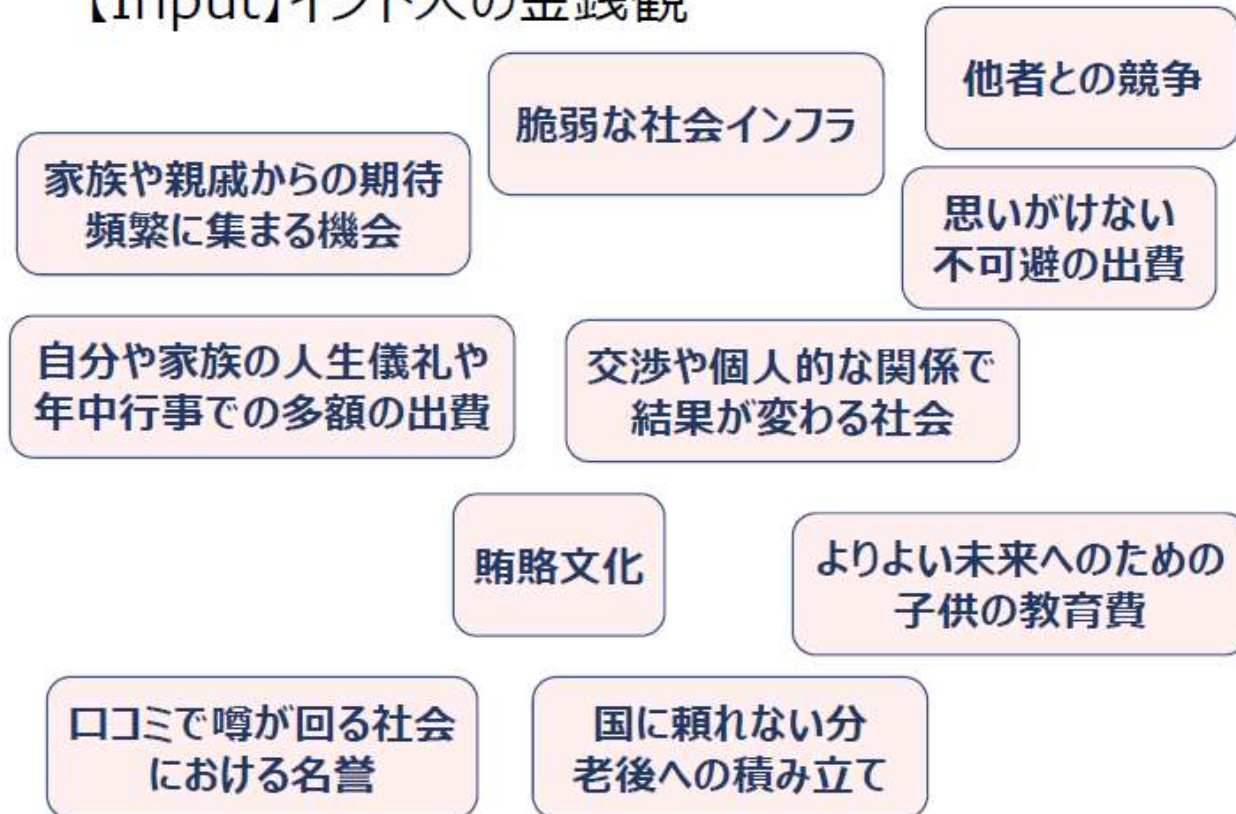 【Input】インド人の金銭観
他者との競争
脆弱な社会インフラ
家族や親戚からの期待
頻繁に集まる機会
思いがけない
不可避の出費
自分や家族の人生儀礼や
年中行事での多額の出費
交渉や個人的な関係で
結果が変わる社会
賄賂文化
よりよい未来へのための
子供の教育費
口コミで噂が回る社会
における名誉
国に頼れない分
老後への積み立て